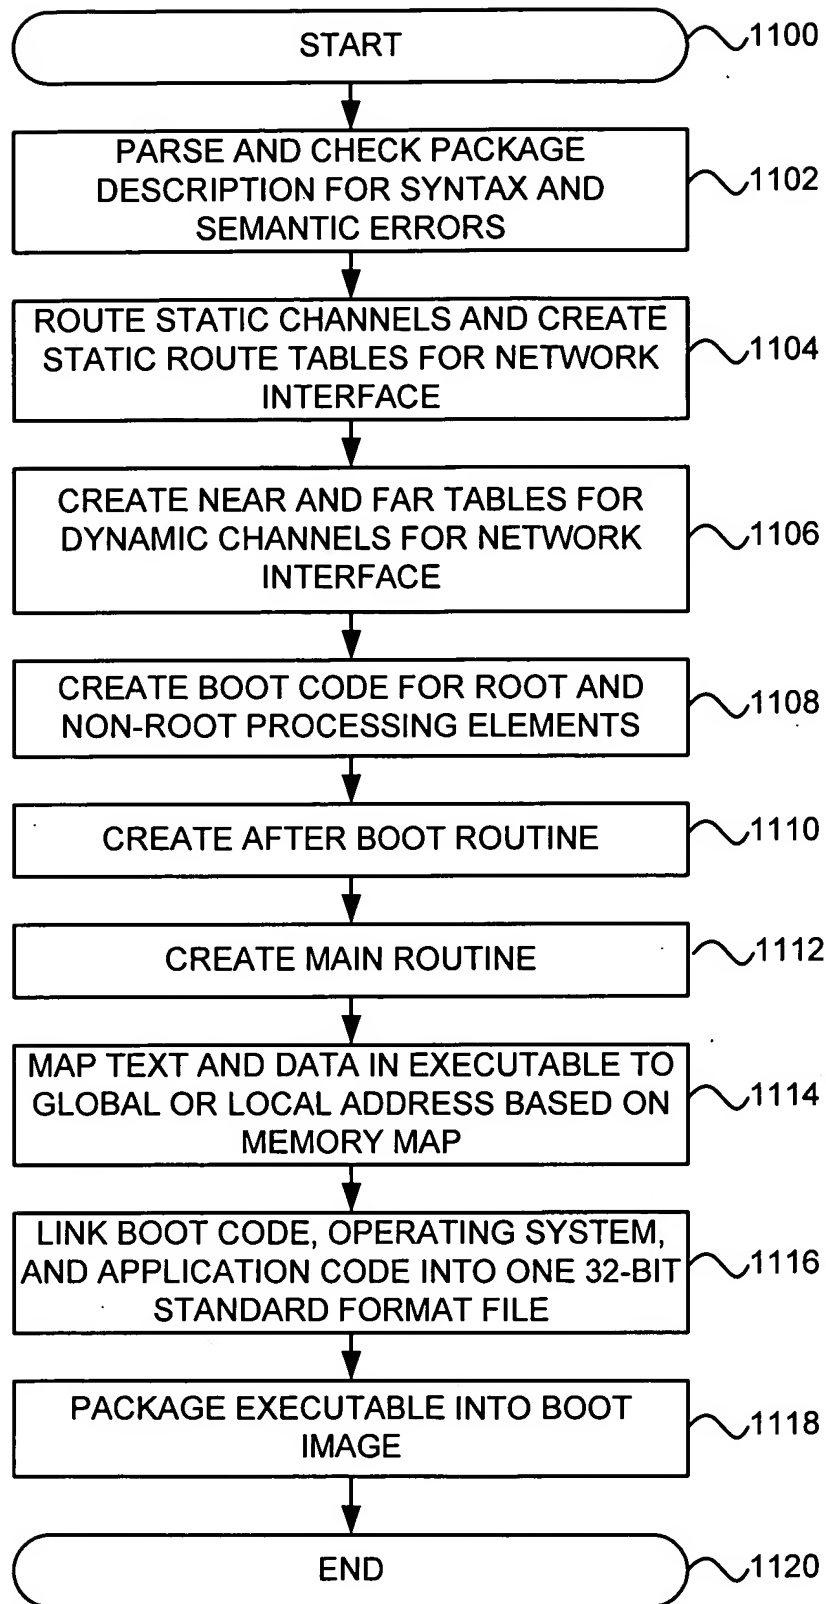 START
1100
PARSE AND CHECK PACKAGE
DESCRIPTION FOR SYNTAX AND
SEMANTIC ERRORS
1102
ROUTE STATIC CHANNELS AND CREATE
STATIC ROUTE TABLES FOR NETWORK
INTERFACE
1104
CREATE NEAR AND FAR TABLES FOR
DYNAMIC CHANNELS FOR NETWORK
INTERFACE
1106
CREATE BOOT CODE FOR ROOT AND
NON-ROOT PROCESSING ELEMENTS
1108
CREATE AFTER BOOT ROUTINE
1110
CREATE MAIN ROUTINE
1112
MAP TEXT AND DATA IN EXECUTABLE TO
GLOBAL OR LOCAL ADDRESS BASED ON
MEMORY MAP
1114
LINK BOOT CODE, OPERATING SYSTEM,
AND APPLICATION CODE INTO ONE 32-BIT
STANDARD FORMAT FILE
1116
PACKAGE EXECUTABLE INTO BOOT
IMAGE
1118
END
1120